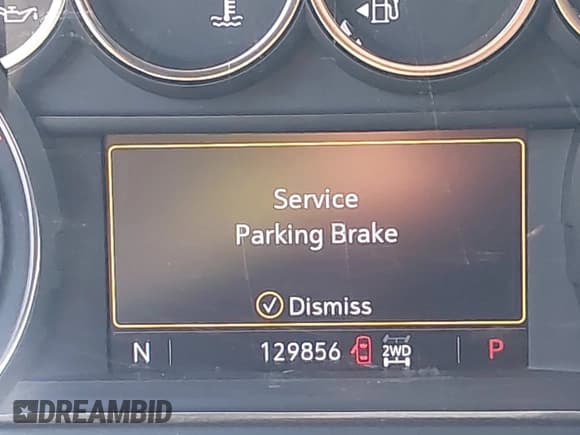 Service
Parking Brake
Dismiss
N 129856 2WD P
DREAMBID